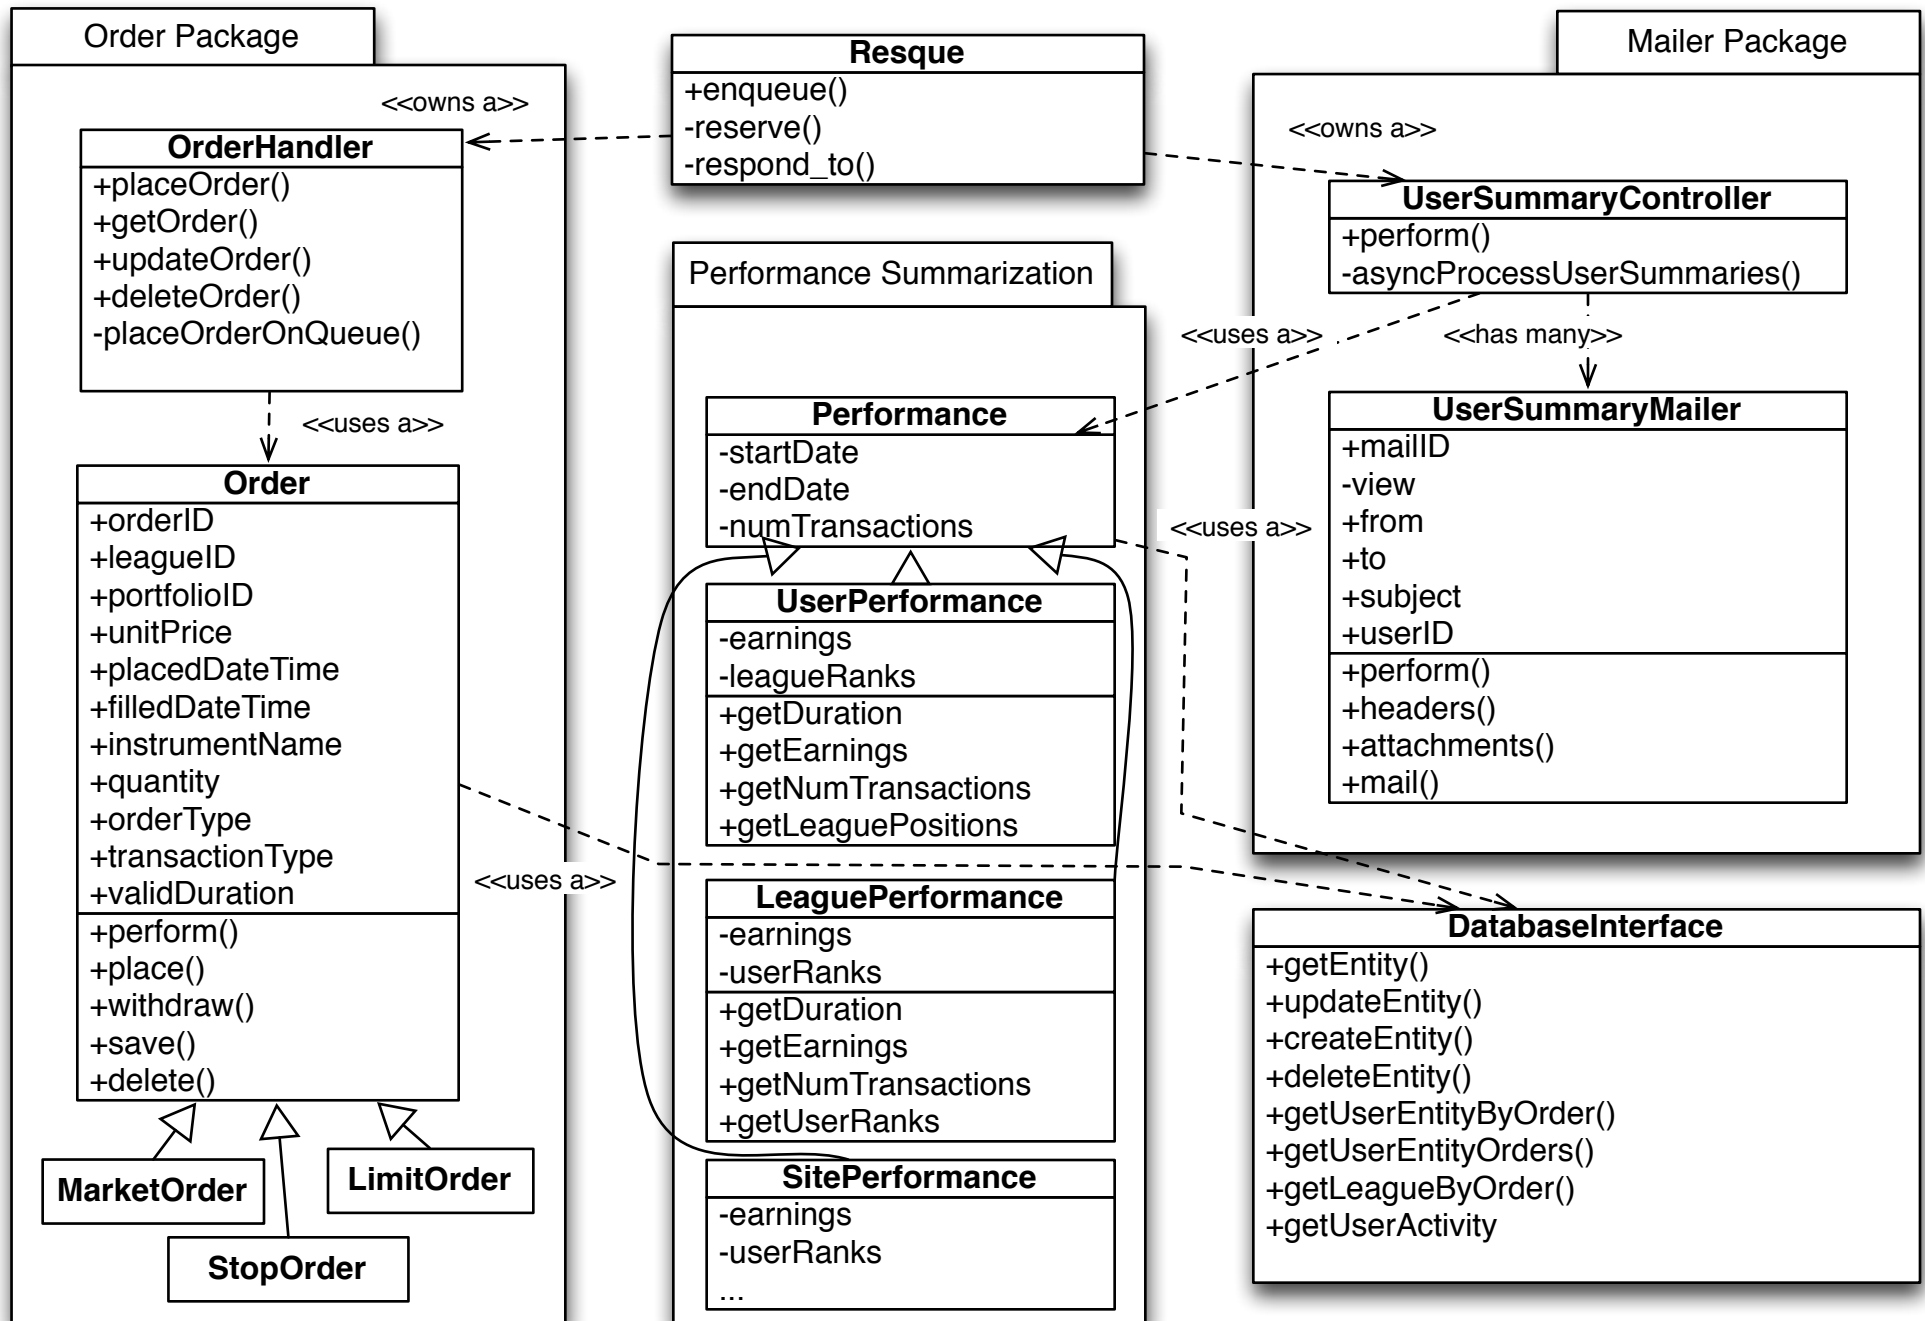 Order Package
<<owns a>>
OrderHandler
+placeOrder()
+getOrder()
+updateOrder()
+deleteOrder()
-placeOrderOnQueue()
<<uses a>>
Order
+orderID
+leagueID
+portfolioID
+unitPrice
+placedDateTime
+filledDateTime
+instrumentName
+quantity
+orderType
+transactionType
+validDuration
+perform()
+place()
+withdraw()
+save()
+delete()
MarketOrder
LimitOrder
StopOrder
<<uses a>>
Resque
+enqueue()
-reserve()
-respond_to()
Performance Summarization
Performance
-startDate
-endDate
-numTransactions
UserPerformance
-earnings
-leagueRanks
+getDuration
+getEarnings
+getNumTransactions
+getLeaguePositions
LeaguePerformance
-earnings
-userRanks
+getDuration
+getEarnings
+getNumTransactions
+getUserRanks
SitePerformance
-earnings
-userRanks
...
Mailer Package
<<owns a>>
UserSummaryController
+perform()
-asyncProcessUserSummaries()
<<uses a>>
<<has many>>
UserSummaryMailer
+mailID
-view
+from
+to
+subject
+userID
+perform()
+headers()
+attachments()
+mail()
<<uses a>>
DatabaseInterface
+getEntity()
+updateEntity()
+createEntity()
+deleteEntity()
+getUserEntityByOrder()
+getUserEntityOrders()
+getLeagueByOrder()
+getUserActivity